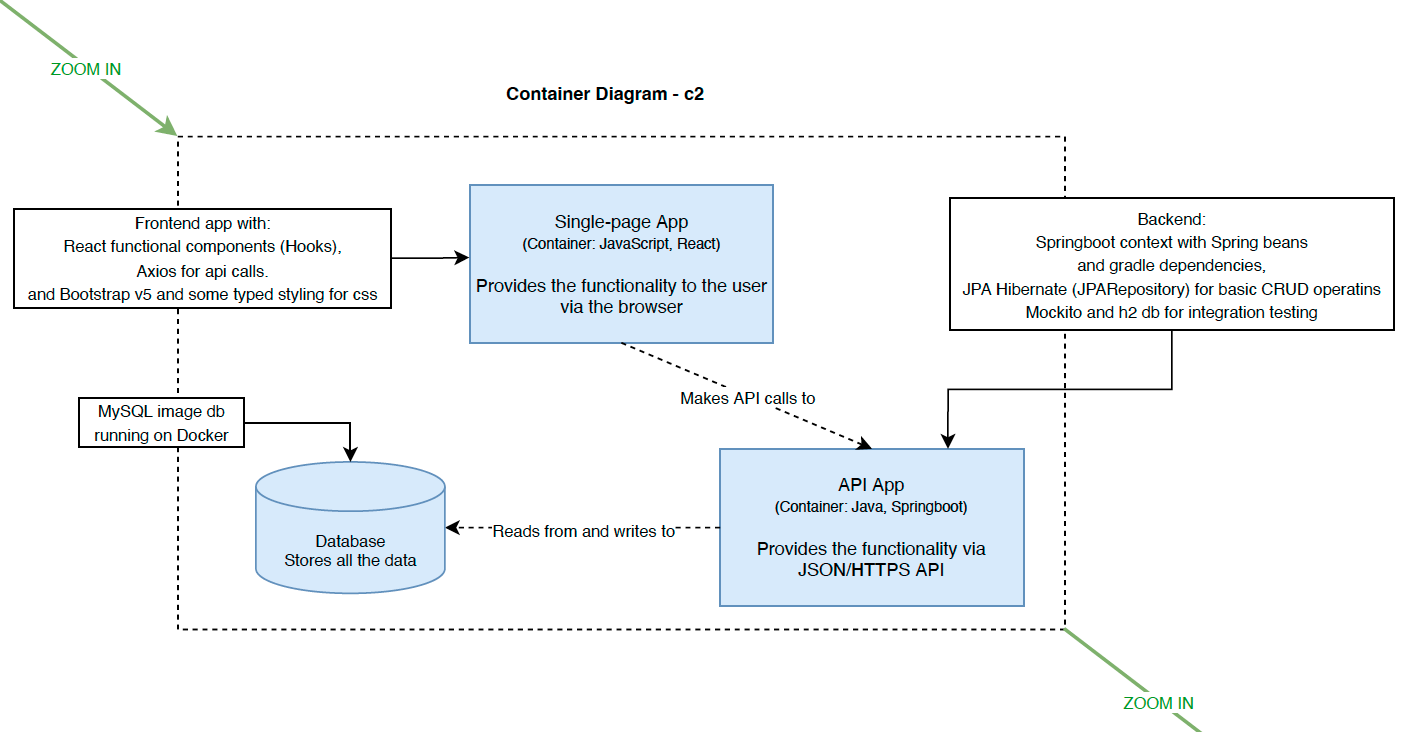 ZOOM IN
Container Diagram - c2
Frontend app with:
React functional components (Hooks),
Axios for api calls.
and Bootstrap v5 and some typed styling for css
Single-page App
(Container: JavaScript, React)
Provides the functionality to the user
via the browser
Backend:
Springboot context with Spring beans
and gradle dependencies,
JPA Hibernate (JPARepository) for basic CRUD operatins
Mockito and h2 db for integration testing
Makes API calls to
MySQL image db
running on Docker
Database
Stores all the data
Reads from and writes to
API App
(Container: Java, Springboot)
Provides the functionality via
JSON/HTTPS API
ZOOM IN